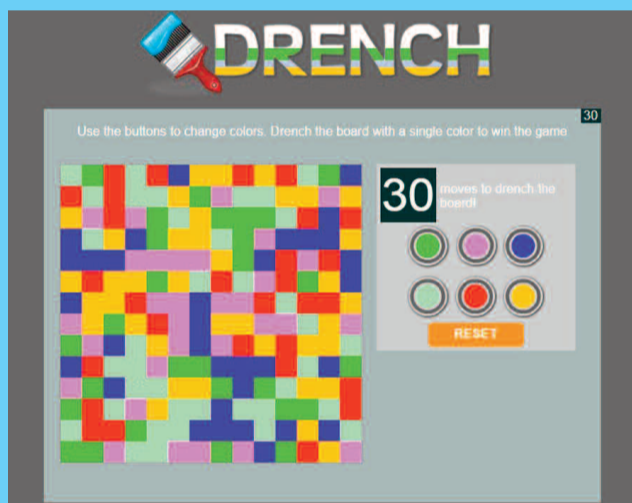 DRENCH
30
Use the buttons to change colors. Drench the board with a single color to win the game
30 moves to drench the
board!
RESET